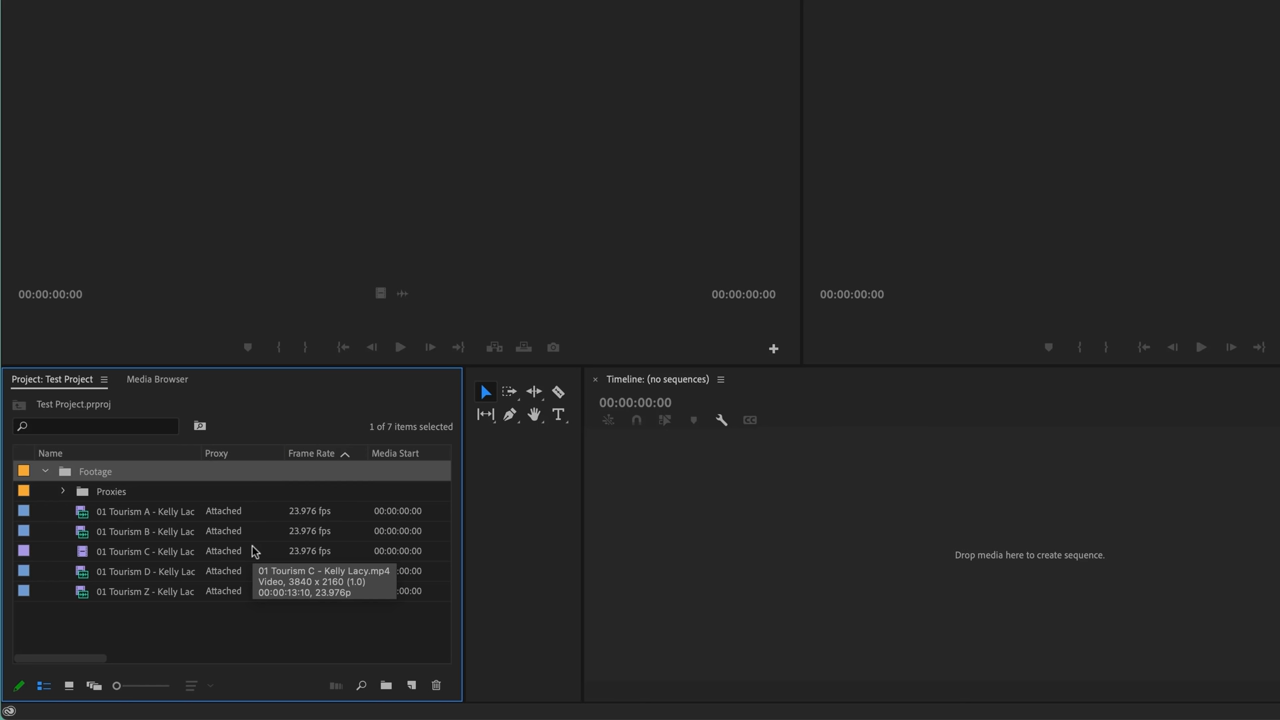 00:00:00:00
00:00:00:00
00:00:00:00
Project: Test Project
Media Browser
Test Project.prproj
1 of 7 items selected
Name Proxy Frame Rate Media Start
Footage
Proxies
01 Tourism A - Kelly Lac Attached 23.976 fps 00:00:00:00
01 Tourism B - Kelly Lac Attached 23.976 fps 00:00:00:00
01 Tourism C - Kelly Lac Attached 23.976 fps 00:00:00:00
01 Tourism D - Kelly Lac Attached :00:00
01 Tourism Z - Kelly Lac Attached :00:00
01 Tourism C - Kelly Lacy.mp4
Video, 3840 x 2160 (1.0)
00:00:13:10, 23.976p
T
× Timeline: (no sequences)
00:00:00:00
CC
Drop media here to create sequence.